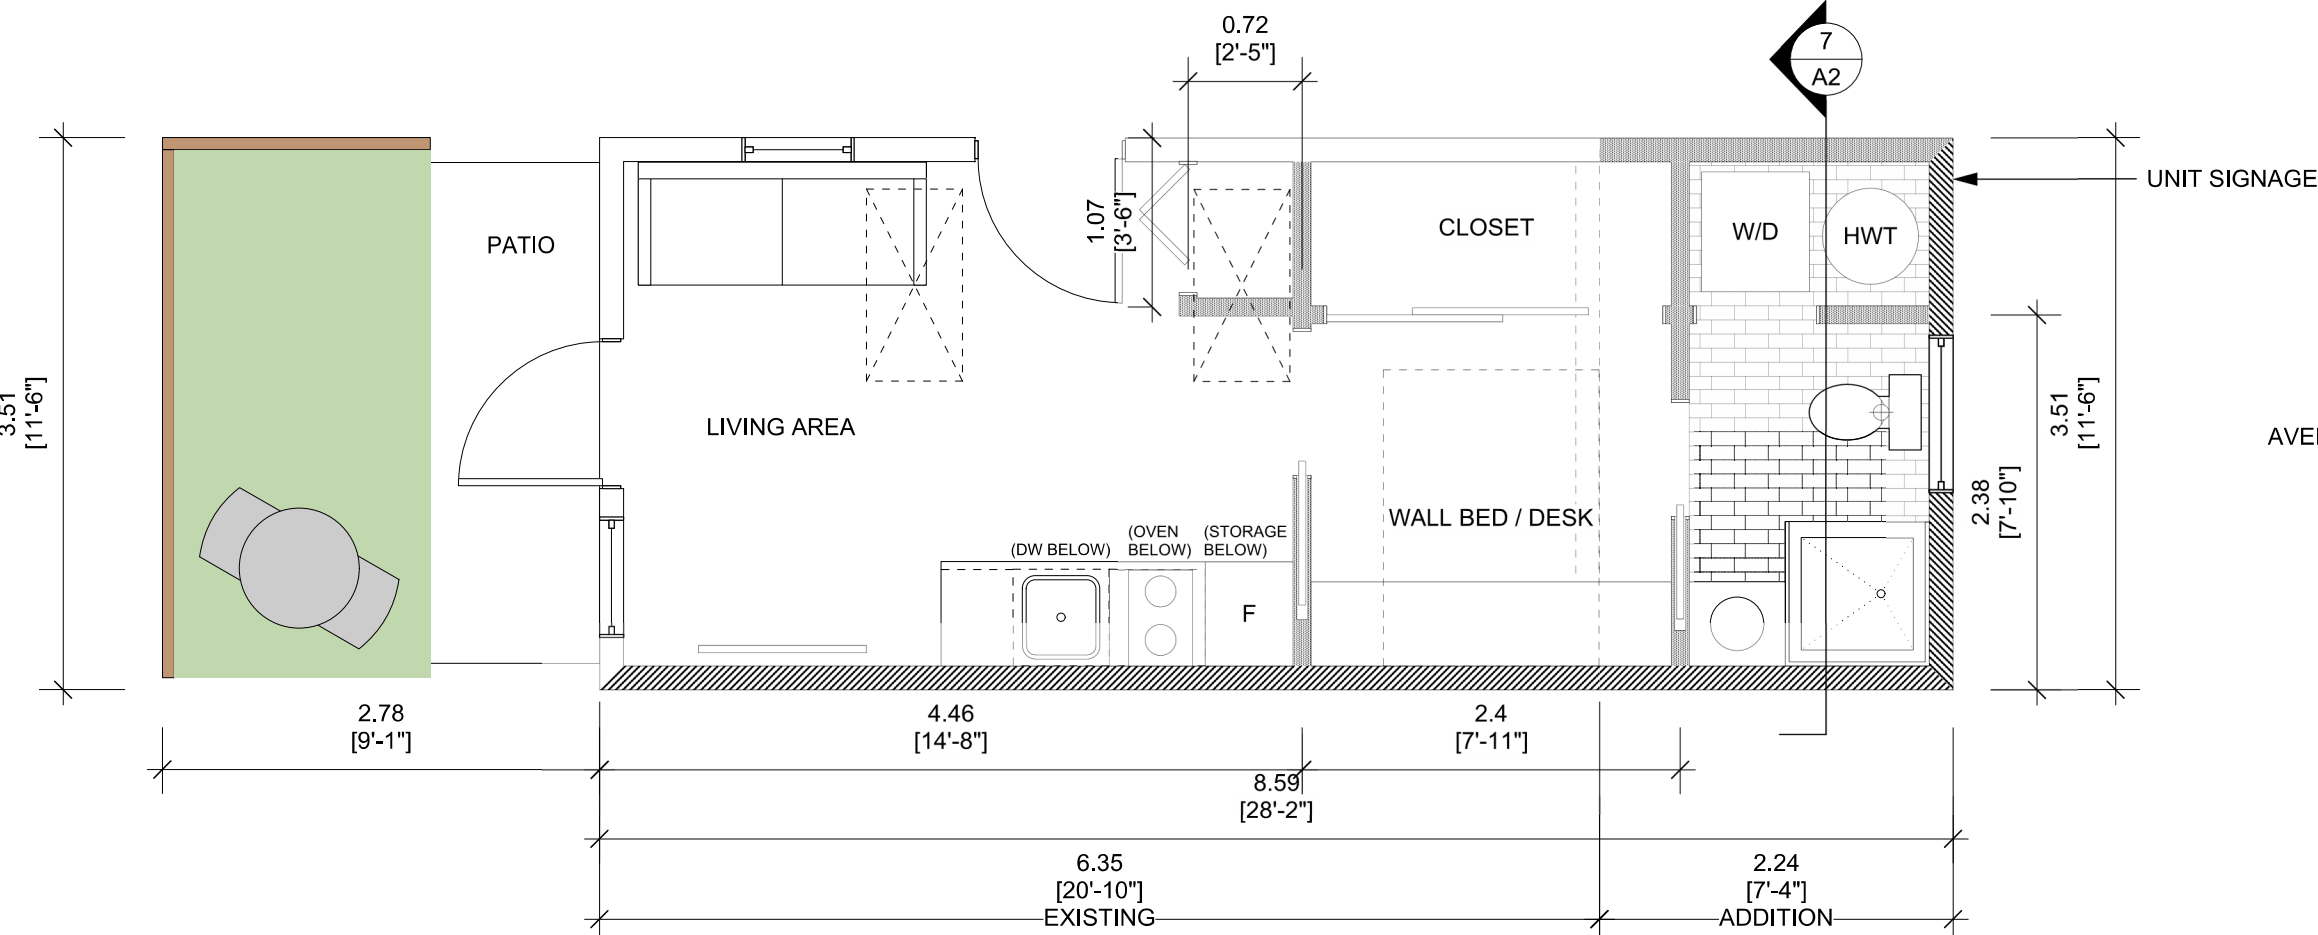 0.72
[2'-5"]
7
A2
UNIT SIGNAGE
PATIO
1.07
[3'-6"]
CLOSET
W/D
HWT
3.51
[11'-6"]
LIVING AREA
3.51
[11'-6"]
2.38
[7'-10"]
WALL BED / DESK
(DW BELOW)
(OVEN
BELOW)
(STORAGE
BELOW)
F
2.78
[9'-1"]
4.46
[14'-8"]
2.4
[7'-11"]
8.59
[28'-2"]
6.35
[20'-10"]
EXISTING
2.24
[7'-4"]
ADDITION